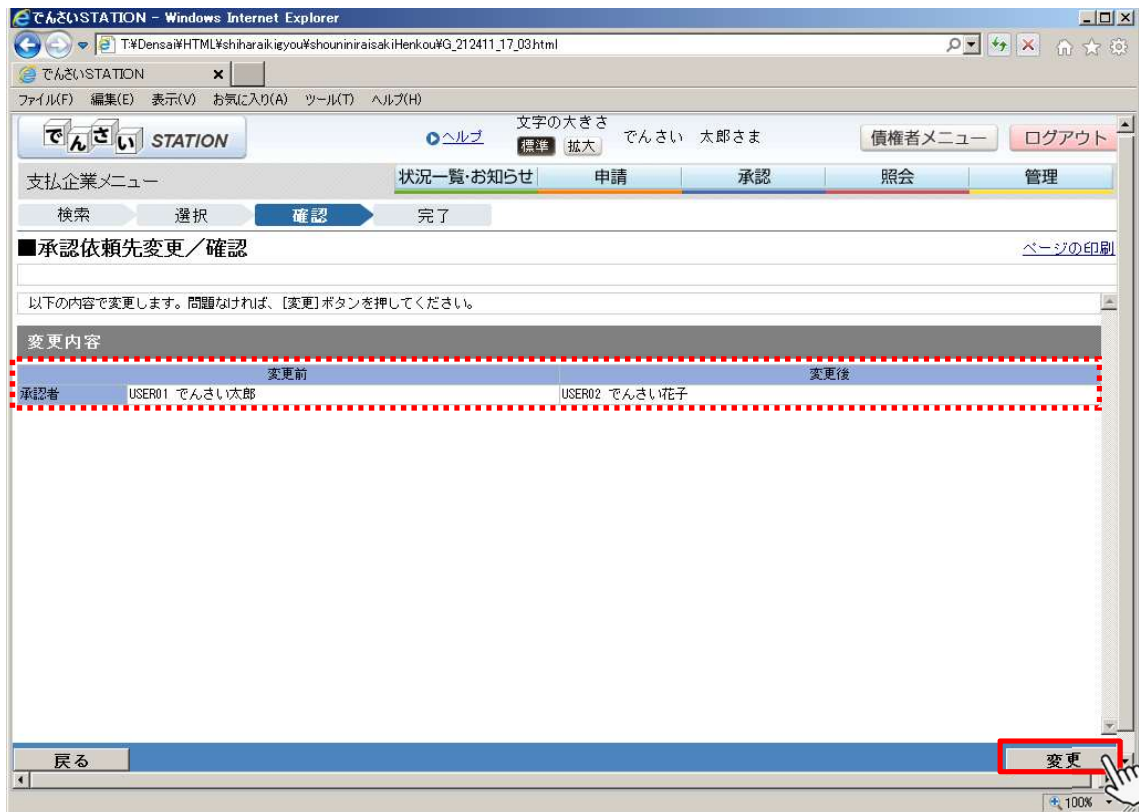 でんさいSTATION - Windows Internet Explorer
T:¥Densai¥HTML¥shiharaikigyou¥shouniniraisakiHenkou¥G_212411_17_03.html
でんさいSTATION
ファイル(F) 編集(E) 表示(V) お気に入り(A) ツール(T) ヘルプ(H)
でんさい STATION
ヘルプ
文字の大きさ
標準 拡大
でんさい 太郎さま
債権者メニュー ログアウト
支払企業メニュー 状況一覧・お知らせ 申請 承認 照会 管理
検索 選択 確認 完了
■承認依頼先変更／確認 ページの印刷
以下の内容で変更します。問題なければ、[変更]ボタンを押してください。
変更内容
変更前 変更後
承認者 USER01 でんさい太郎 USER02 でんさい花子
戻る 変更
100%